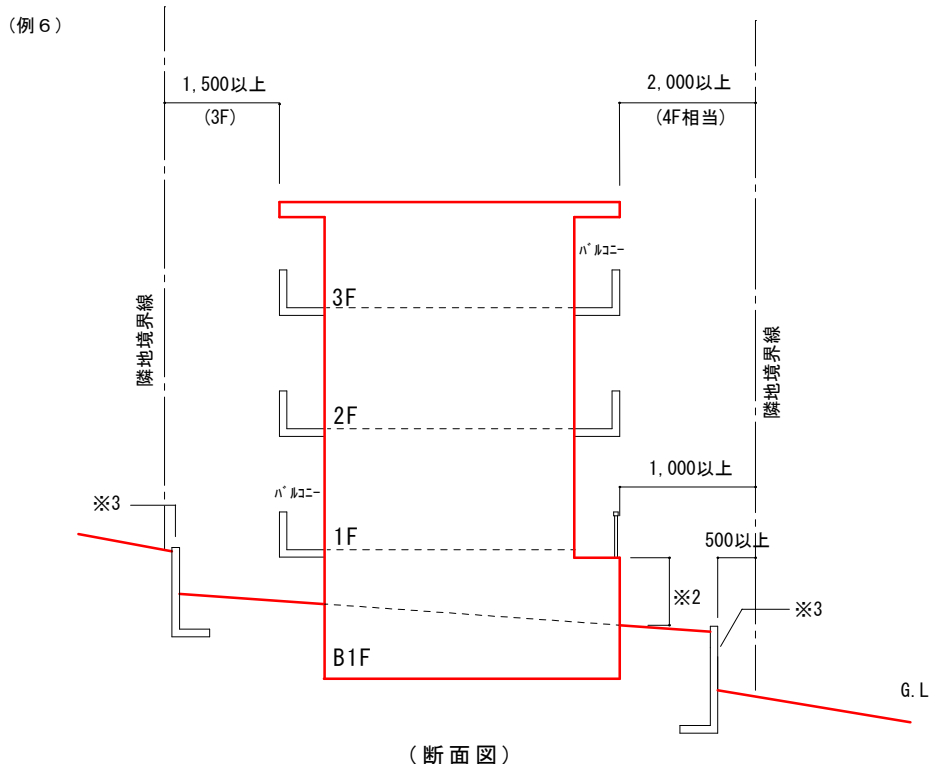 (例6)
1,500以上
(3F)
2,000以上
(4F相当)
バルコニー
3F
隣地境界線
隣地境界線
2F
1,000以上
バルコニー
※3
1F
500以上
※2
※3
B1F
G.L
(断面図)